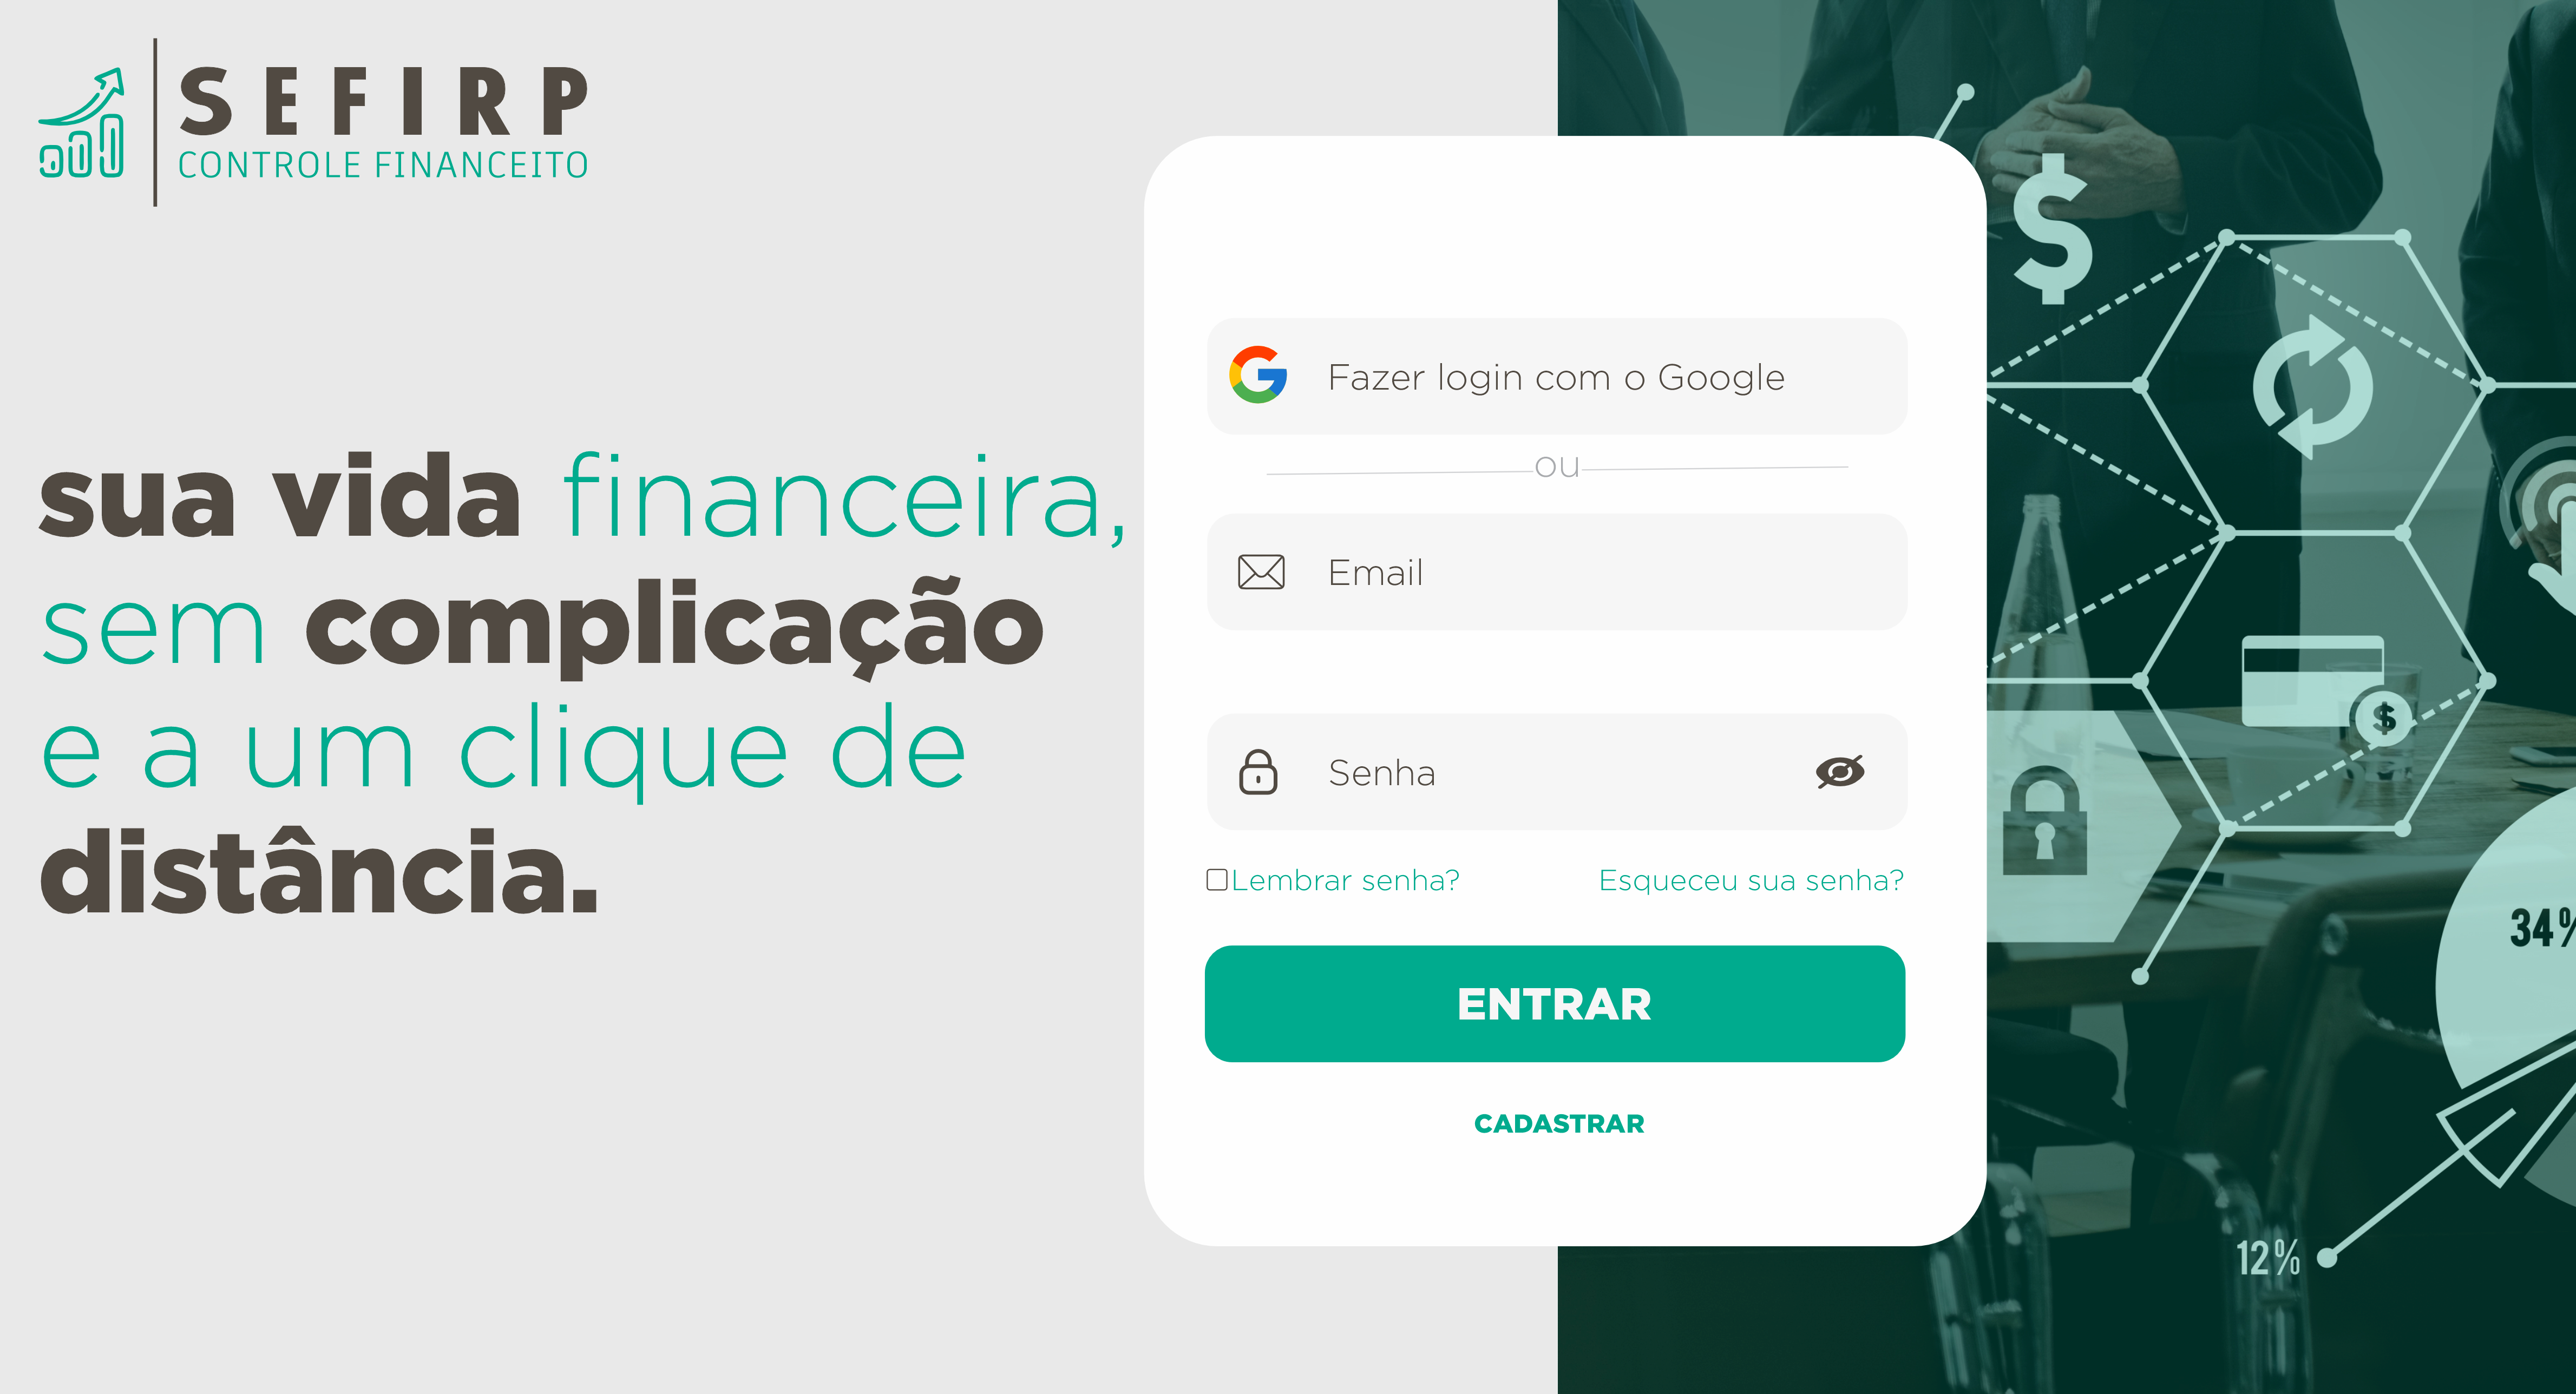 SEFIRP
CONTROLE FINANCEITO
sua vida financeira,
sem complicação
e a um clique de
distância.
Fazer login com o Google
ou
Email
Senha
Lembrar senha?
Esqueceu sua senha?
ENTRAR
CADASTRAR
$
$
34%
12%